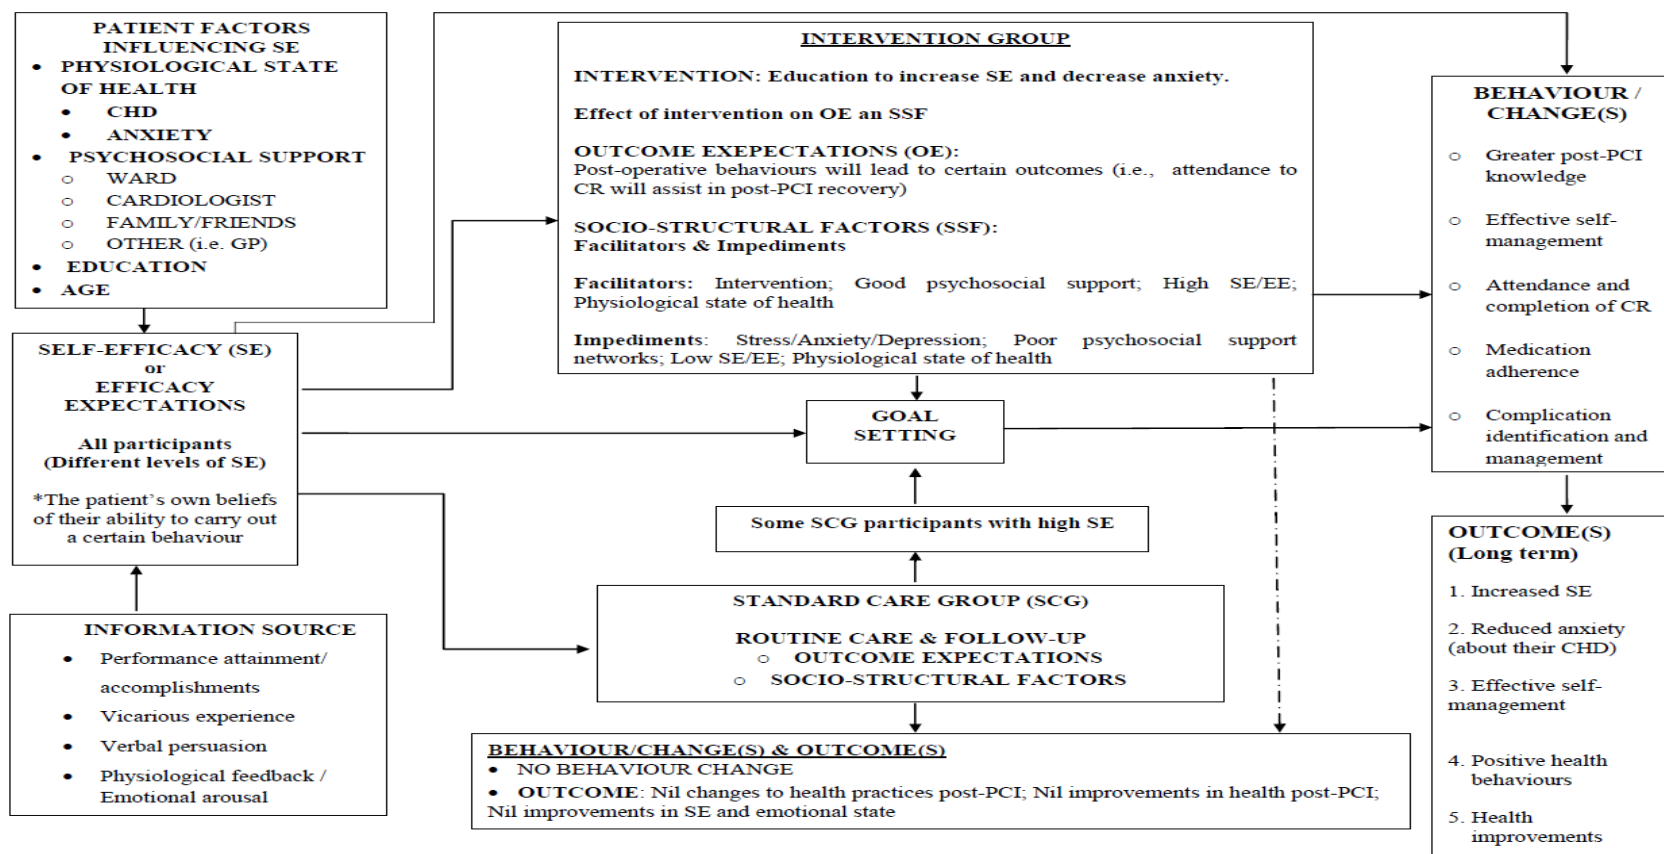 PATIENT FACTORS
INFLUENCING SE
• PHYSIOLOGICAL STATE
OF HEALTH
• CHD
• ANXIETY
• PSYCHOSOCIAL SUPPORT
o WARD
o CARDIOLOGIST
o FAMILY/FRIENDS
o OTHER (i.e. GP)
• EDUCATION
• AGE
SELF-EFFICACY (SE)
or
EFFICACY
EXPECTATIONS
All participants
(Different levels of SE)
*The patient's own beliefs
of their ability to carry out
a certain behaviour
INFORMATION SOURCE
• Performance attainment/
accomplishments
• Vicarious experience
• Verbal persuasion
• Physiological feedback /
Emotional arousal
INTERVENTION GROUP
INTERVENTION: Education to increase SE and decrease anxiety.
Effect of intervention on OE an SSF
OUTCOME EXEPECTATIONS (OE):
Post-operative behaviours will lead to certain outcomes (i.e., attendance to
CR will assist in post-PCI recovery)
SOCIO-STRUCTURAL FACTORS (SSF):
Facilitators & Impediments
Facilitators: Intervention; Good psychosocial support; High SE/EE;
Physiological state of health
Impediments: Stress/Anxiety/Depression; Poor psychosocial support
networks; Low SE/EE; Physiological state of health
GOAL
SETTING
Some SCG participants with high SE
STANDARD CARE GROUP (SCG)
ROUTINE CARE & FOLLOW-UP
o OUTCOME EXPECTATIONS
o SOCIO-STRUCTURAL FACTORS
BEHAVIOUR/CHANGE(S) & OUTCOME(S)
• NO BEHAVIOUR CHANGE
• OUTCOME: Nil changes to health practices post-PCI; Nil improvements in health post-PCI;
Nil improvements in SE and emotional state
BEHAVIOUR /
CHANGE(S)
o Greater post-PCI
knowledge
o Effective self-
management
o Attendance and
completion of CR
o Medication
adherence
o Complication
identification and
management
OUTCOME(S)
(Long term)
1. Increased SE
2. Reduced anxiety
(about their CHD)
3. Effective self-
management
4. Positive health
behaviours
5. Health
improvements